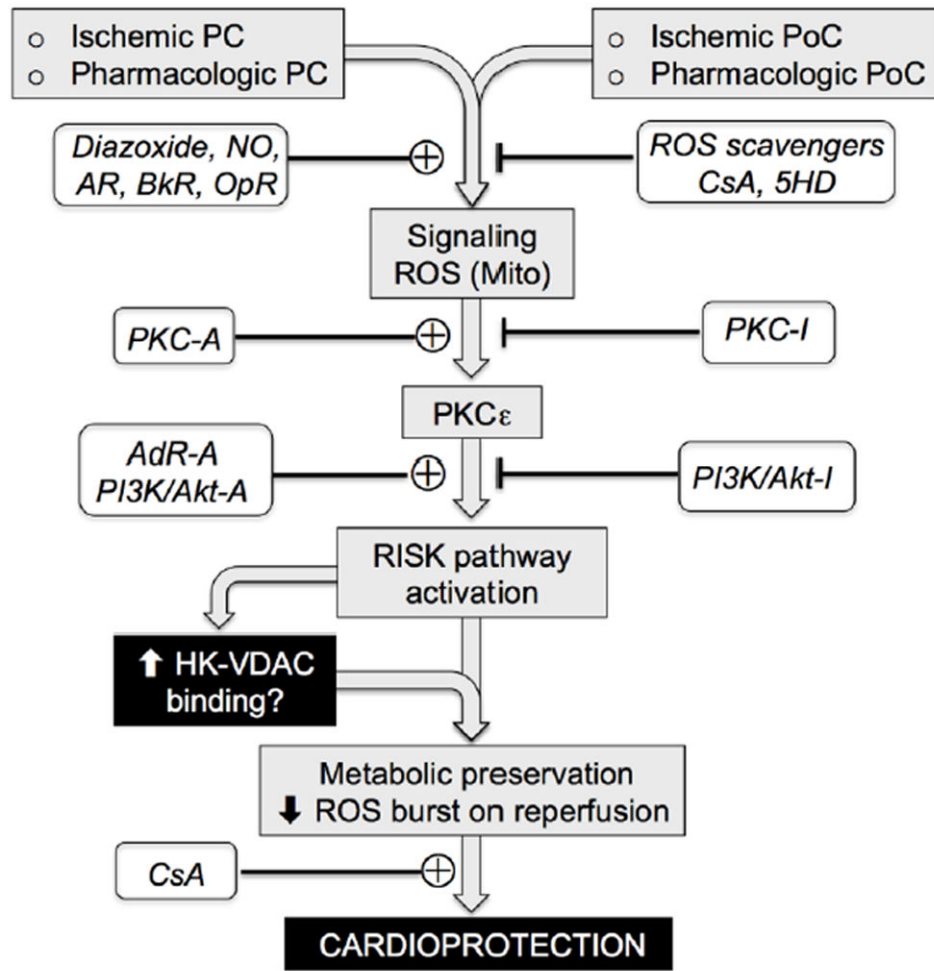 ○ Ischemic PC
○ Pharmacologic PC
○ Ischemic PoC
○ Pharmacologic PoC
Diazoxide, NO,
AR, BkR, OpR
ROS scavengers
CsA, 5HD
Signaling
ROS (Mito)
PKC-A
PKC-I
PKCε
AdR-A
PI3K/Akt-A
PI3K/Akt-I
RISK pathway
activation
⬆ HK-VDAC
binding?
Metabolic preservation
⬇ ROS burst on reperfusion
CsA
CARDIOPROTECTION